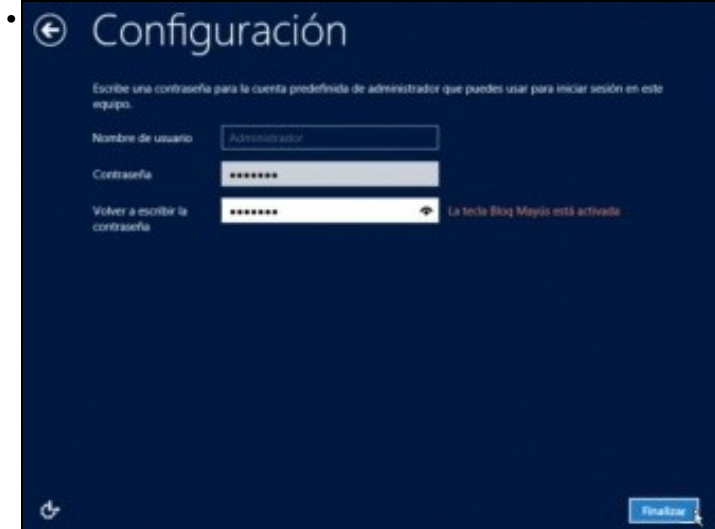 Configuración
Escribe una contraseña para la cuenta predefinida de administrador que puedes usar para iniciar sesión en este
equipo.
Nombre de usuario Administrador
Contraseña •••••••
Volver a escribir la •••••••  La tecla Bloq Mayús está activada
contraseña
Finalizar